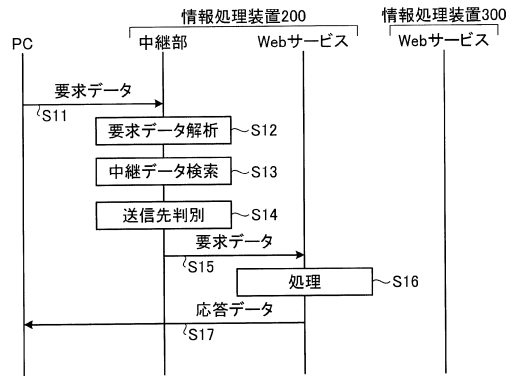 情報処理装置200
情報処理装置300
PC
中継部
Webサービス
Webサービス
要求データ
S11
要求データ解析
S12
中継データ検索
S13
送信先判別
S14
要求データ
S15
処理
S16
応答データ
S17